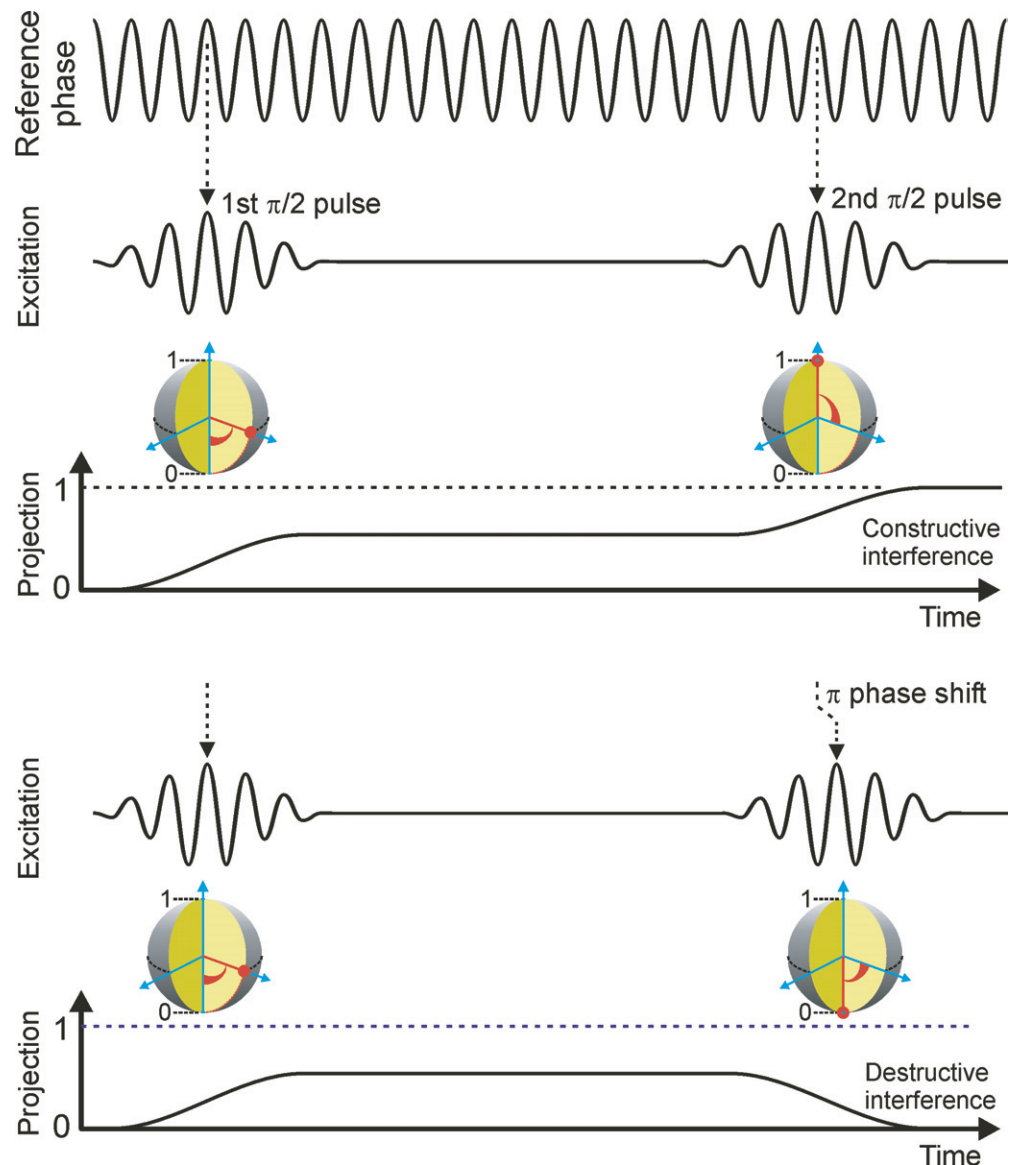 Reference
phase
Excitation
1st π/2 pulse
2nd π/2 pulse
1
0
1
0
Projection
1
0
Constructive
interference
Time
π phase shift
Excitation
1
0
1
0
Projection
1
0
Destructive
interference
Time